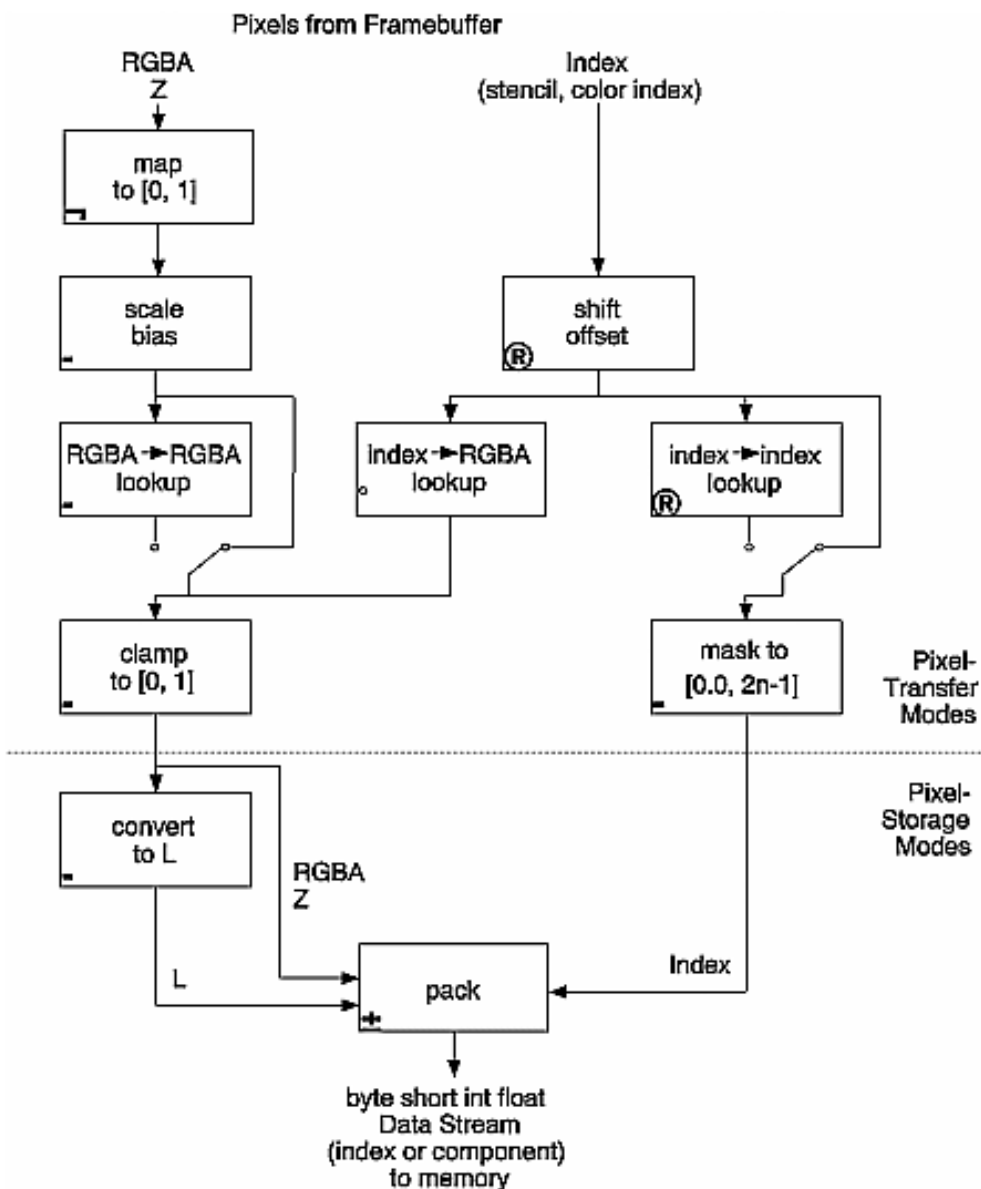 Pixels from Framebuffer
RGBA
Z
Index
(stencil, color index)
map
to [0, 1]
scale
bias
shift
offset
®
RGBA→RGBA
lookup
index→RGBA
lookup
index→index
lookup
®
clamp
to [0, 1]
mask to
[0.0, 2n-1]
Pixel-
Transfer
Modes
convert
to L
Pixel-
Storage
Modes
RGBA
Z
L
Index
pack
±
byte short int float
Data Stream
(index or component)
to memory